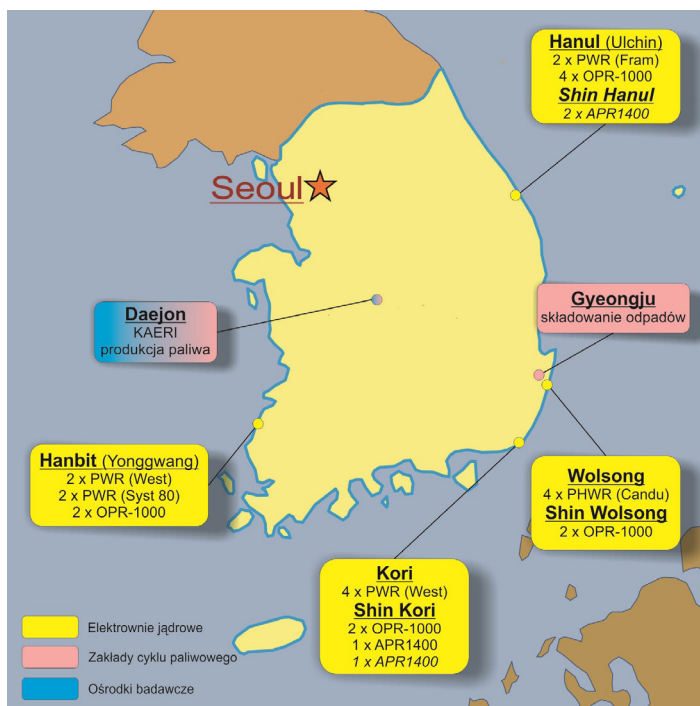 Hanul (Ulchin)
2 x PWR (Fram)
4 x OPR-1000
Shin Hanul
2 x APR1400
Seoul
Daejon
KAERI
produkcja paliwa
Gyeongju
składowanie odpadów
Hanbit (Yonggwang)
2 x PWR (West)
2 x PWR (Syst 80)
2 x OPR-1000
Wolsong
4 x PHWR (Candu)
Shin Wolsong
2 x OPR-1000
Kori
4 x PWR (West)
Shin Kori
2 x OPR-1000
1 x APR1400
1 x APR1400
Elektrownie jądrowe
Zakłady cyklu paliwowego
Ośrodki badawcze